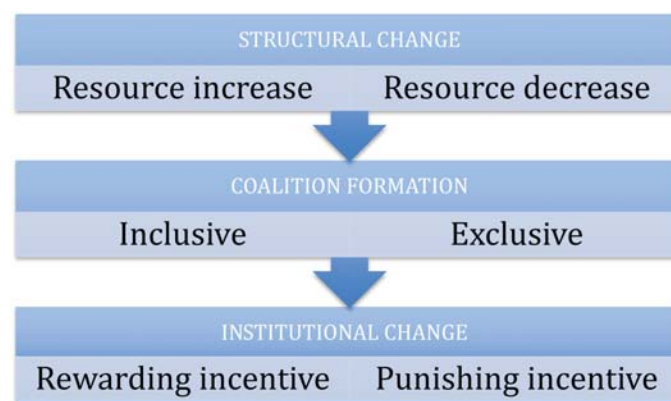 STRUCTURAL CHANGE
Resource increase Resource decrease
COALITION FORMATION
Inclusive Exclusive
INSTITUTIONAL CHANGE
Rewarding incentive Punishing incentive